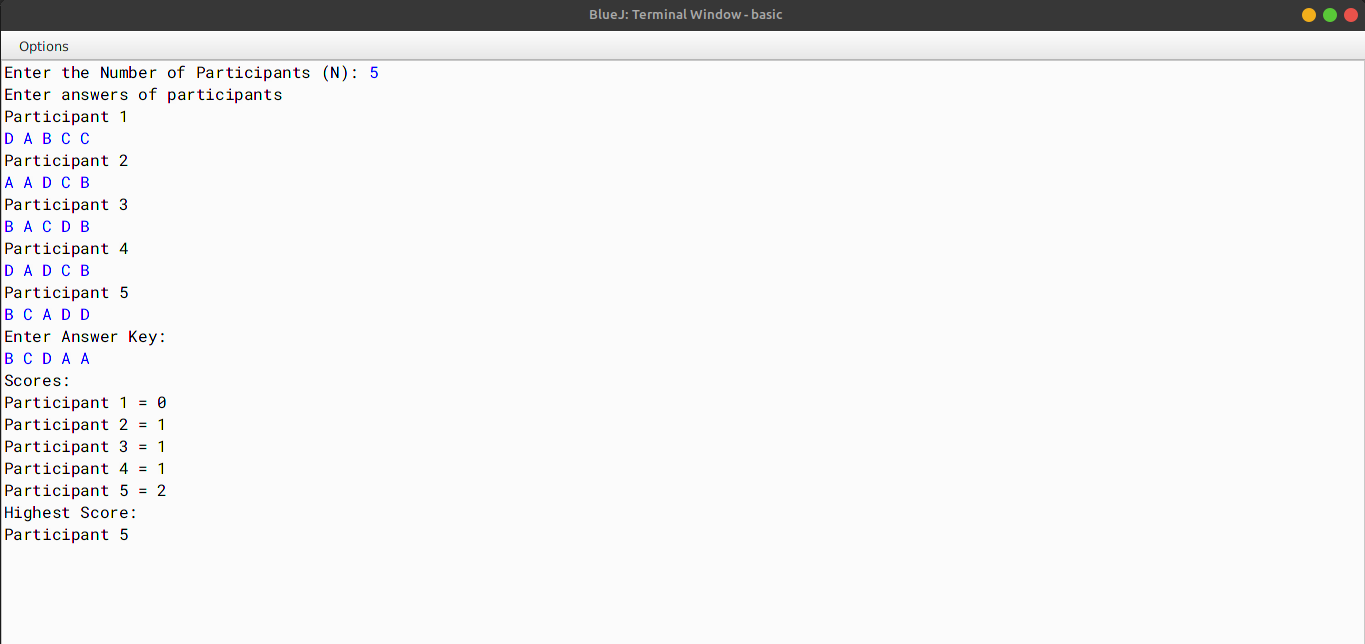 BlueJ: Terminal Window - basic
Options
Enter the Number of Participants (N): 5
Enter answers of participants
Participant 1
D A B C C
Participant 2
A A D C B
Participant 3
B A C D B
Participant 4
D A D C B
Participant 5
B C A D D
Enter Answer Key:
B C D A A
Scores:
Participant 1 = 0
Participant 2 = 1
Participant 3 = 1
Participant 4 = 1
Participant 5 = 2
Highest Score:
Participant 5